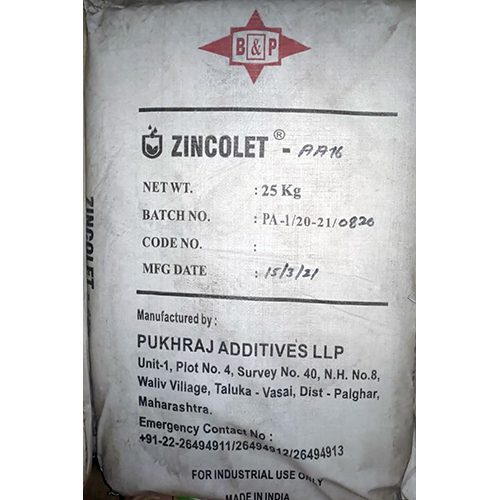 B & P
ZINCOLET® - AA16
NET WT. : 25 Kg
BATCH NO. : PA-1/20-21/0820
CODE NO. :
MFG DATE : 15/3/21
Manufactured by :
PUKHRAJ ADDITIVES LLP
Unit-1, Plot No. 4, Survey No. 40, N.H. No.8,
Waliv Village, Taluka - Vasai, Dist - Palghar,
Maharashtra.
Emergency Contact No :
+91-22-26494911/26494912/26494913
FOR INDUSTRIAL USE ONLY
MADE IN INDIA
ZINCOLET